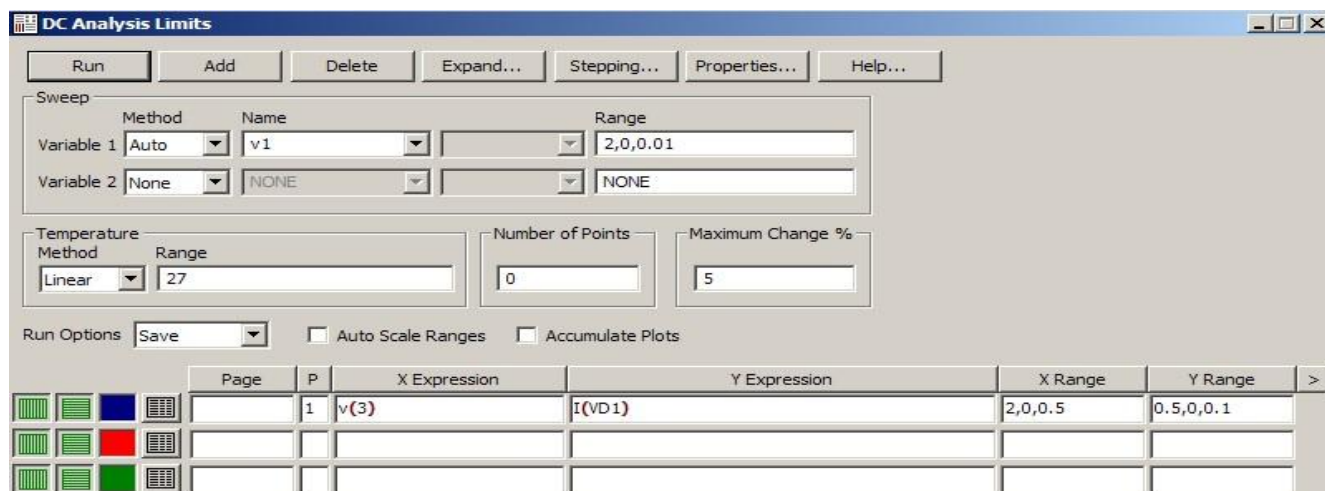 DC Analysis Limits
Run Add Delete Expand... Stepping... Properties... Help...
Sweep
Method Name Range
Variable 1 Auto v1 2,0,0.01
Variable 2 None NONE NONE
Temperature Number of Points Maximum Change %
Method Range
Linear 27 0 5
Run Options Save Auto Scale Ranges Accumulate Plots
Page P X Expression Y Expression X Range Y Range >
1 v(3) I(VD1) 2,0,0.5 0.5,0,0.1